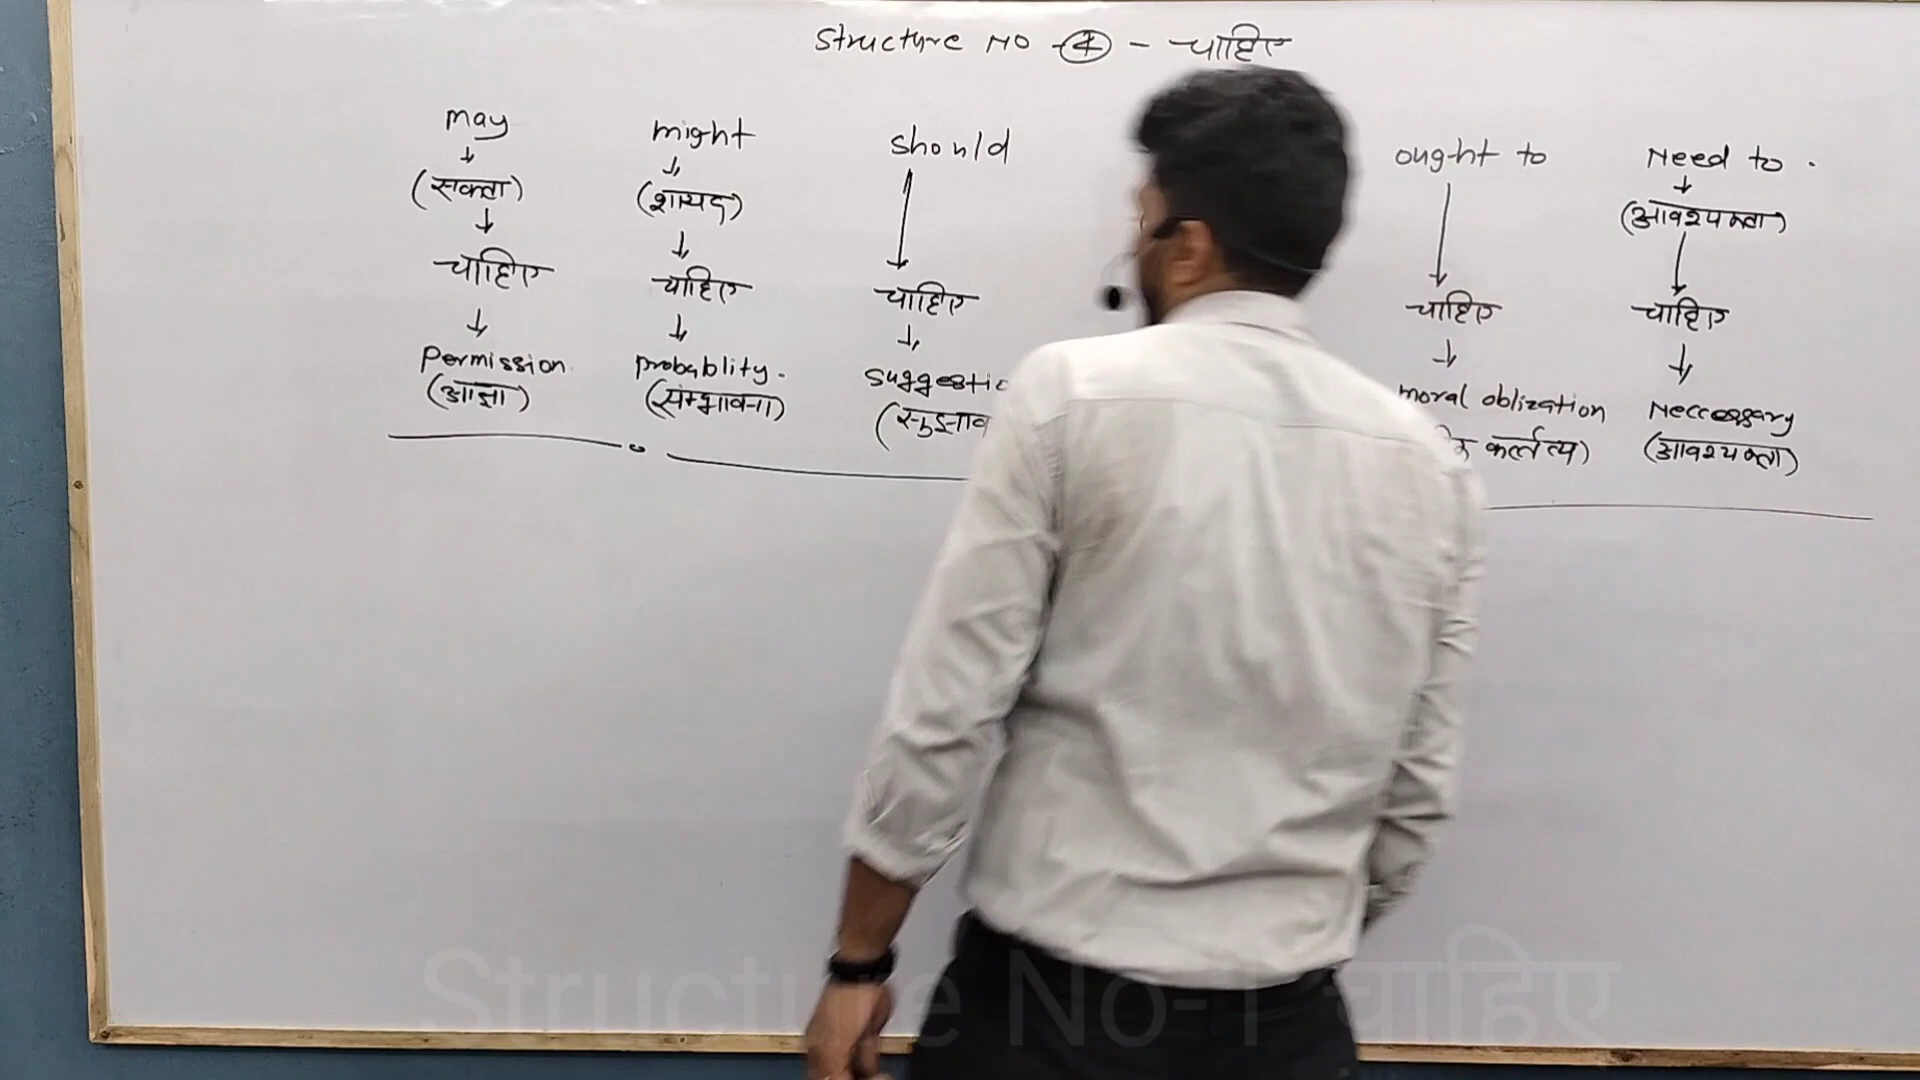 Structure NO - ④ - चाहिए
may might should ought to Need to .
(सकता) (शायद) (आवश्यकता)
चाहिए चाहिए चाहिए चाहिए चाहिए
Permission probablity. suggestio moral oblization Neccessary
(आज्ञा) (सम्भावना) (सुझाव कर्त्तव्य) (आवश्यकता)
Structure No-1 चाहिए